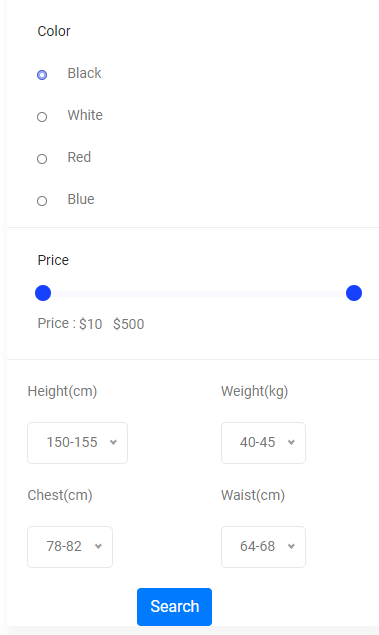 Color
Black
White
Red
Blue
Price
Price : $10 $500
Height(cm) Weight(kg)
150-155 40-45
Chest(cm) Waist(cm)
78-82 64-68
Search